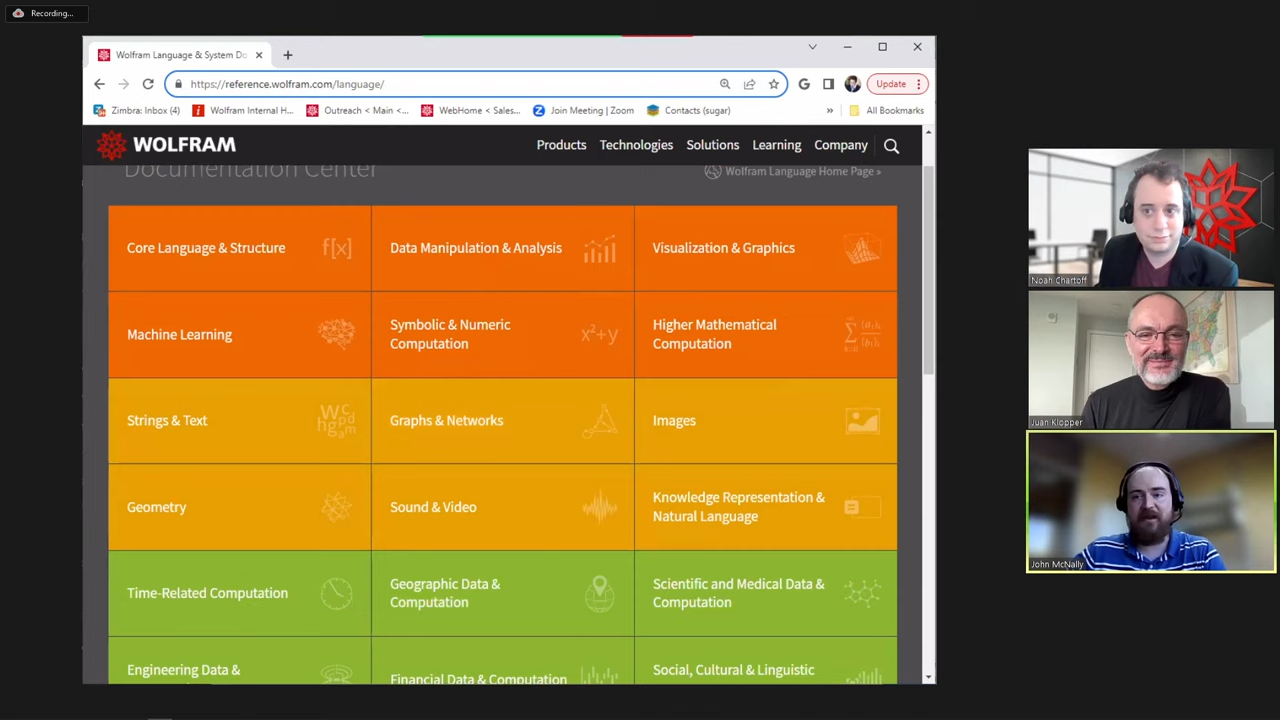 Recording...
Wolfram Language & System Do
https://reference.wolfram.com/language/
Update
Zimbra: Inbox (4)
Wolfram Internal H...
Outreach < Main <...
WebHome < Sales...
Join Meeting | Zoom
Contacts (sugar)
»
All Bookmarks
WOLFRAM
Products
Technologies
Solutions
Learning
Company
Documentation Center
Wolfram Language Home Page »
Core Language & Structure
f[x]
Data Manipulation & Analysis
Visualization & Graphics
Machine Learning
Symbolic & Numeric
Computation
x²+y
Higher Mathematical
Computation
Strings & Text
Graphs & Networks
Images
Geometry
Sound & Video
Knowledge Representation &
Natural Language
Time-Related Computation
Geographic Data &
Computation
Scientific and Medical Data &
Computation
Engineering Data &
Financial Data & Computation
Social, Cultural & Linguistic
Noah Chartoff
Juan Klopper
John McNally